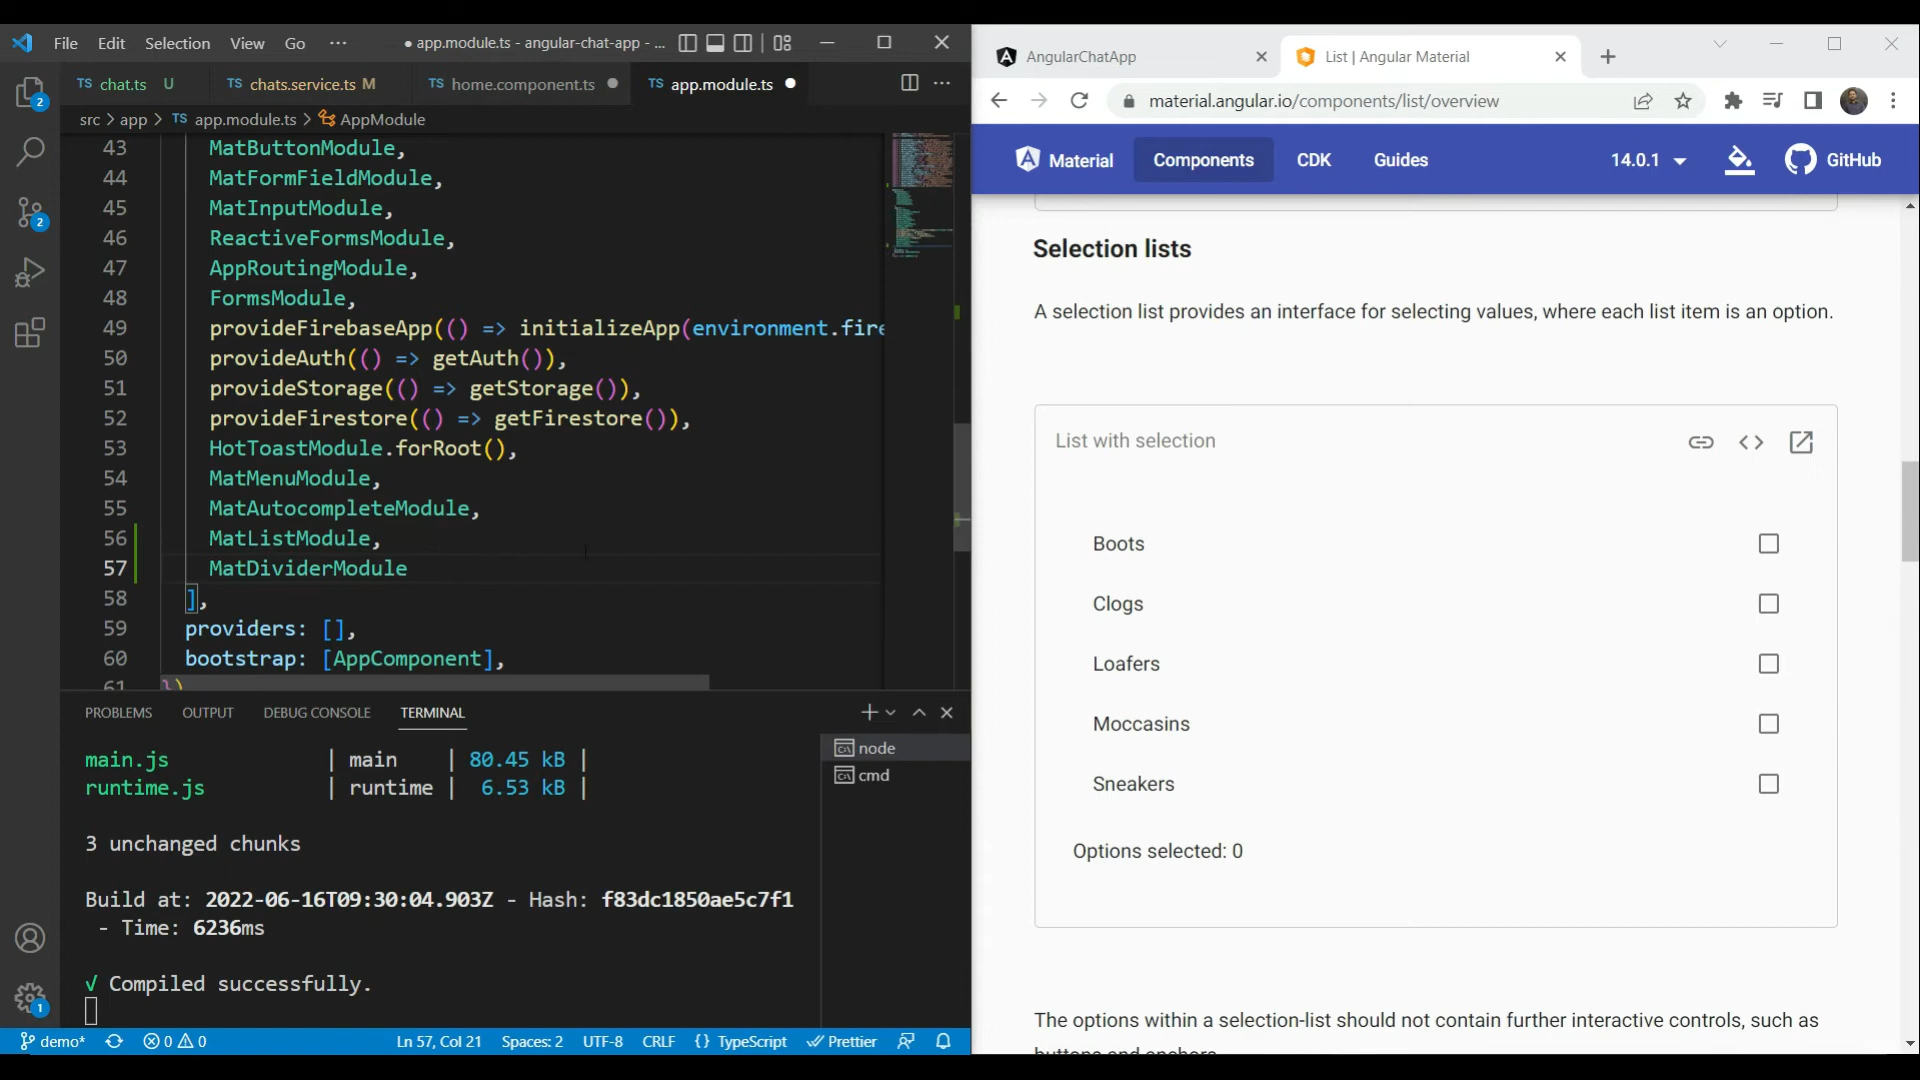 File Edit Selection View Go ··· ● app.module.ts - angular-chat-app - ...
TS chat.ts U TS chats.service.ts M TS home.component.ts ● TS app.module.ts ●
src > app > TS app.module.ts > AppModule
43 MatButtonModule,
44 MatFormFieldModule,
45 MatInputModule,
46 ReactiveFormsModule,
47 AppRoutingModule,
48 FormsModule,
49 provideFirebaseApp(() => initializeApp(environment.fire
50 provideAuth(() => getAuth()),
51 provideStorage(() => getStorage()),
52 provideFirestore(() => getFirestore()),
53 HotToastModule.forRoot(),
54 MatMenuModule,
55 MatAutocompleteModule,
56 MatListModule,
57 MatDividerModule
58 ],
59 providers: [],
60 bootstrap: [AppComponent],
61 })
2
2
1
PROBLEMS OUTPUT DEBUG CONSOLE TERMINAL
main.js | main | 80.45 kB |
runtime.js | runtime | 6.53 kB |
3 unchanged chunks
Build at: 2022-06-16T09:30:04.903Z - Hash: f83dc1850ae5c7f1
- Time: 6236ms
√ Compiled successfully.
node
cmd
demo* 0 0 Ln 57, Col 21 Spaces: 2 UTF-8 CRLF {} TypeScript Prettier
AngularChatApp List | Angular Material
material.angular.io/components/list/overview
Material Components CDK Guides 14.0.1 GitHub
Selection lists
A selection list provides an interface for selecting values, where each list item is an option.
List with selection
Boots
Clogs
Loafers
Moccasins
Sneakers
Options selected: 0
The options within a selection-list should not contain further interactive controls, such as
buttons and anchors.